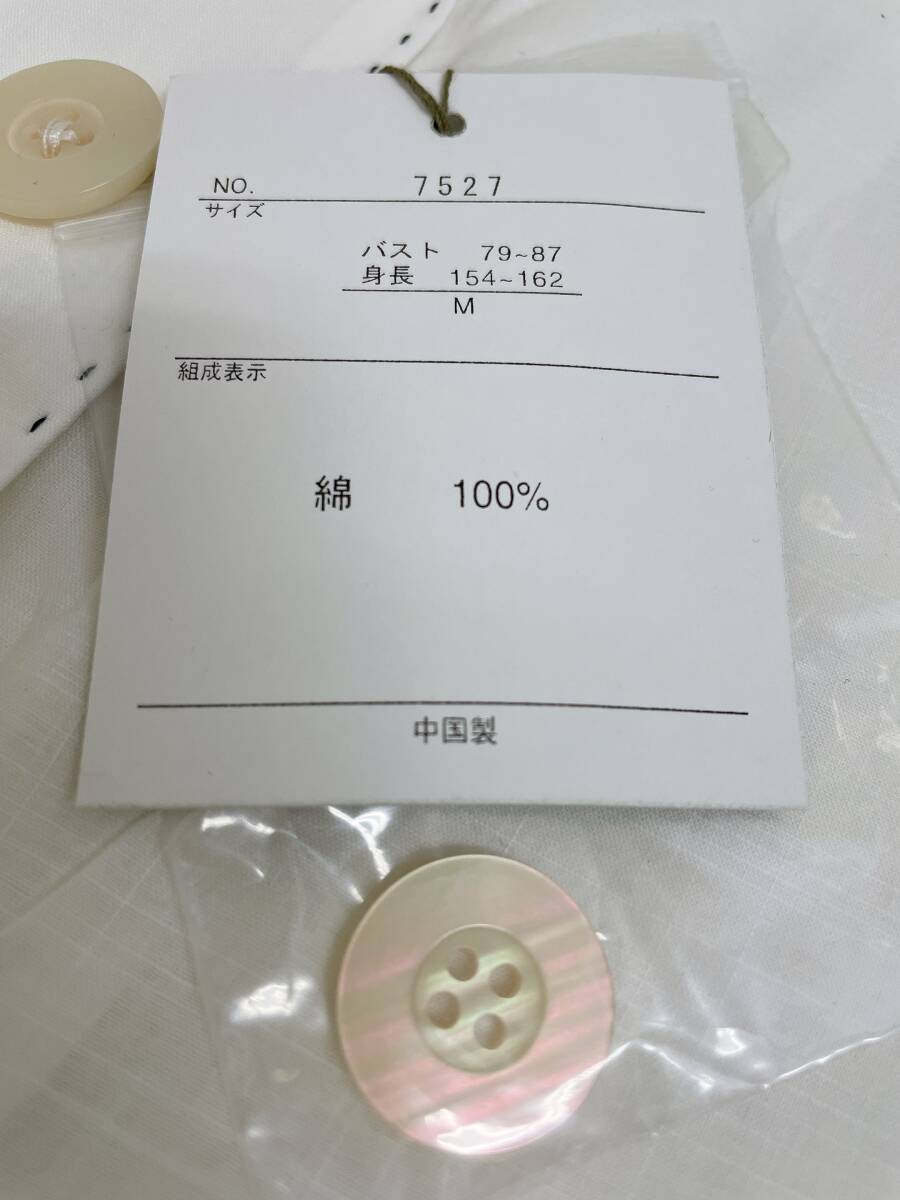 NO. 7527
サイズ
バスト 79~87
身長 154~162
M
組成表示
綿 100%
中国製